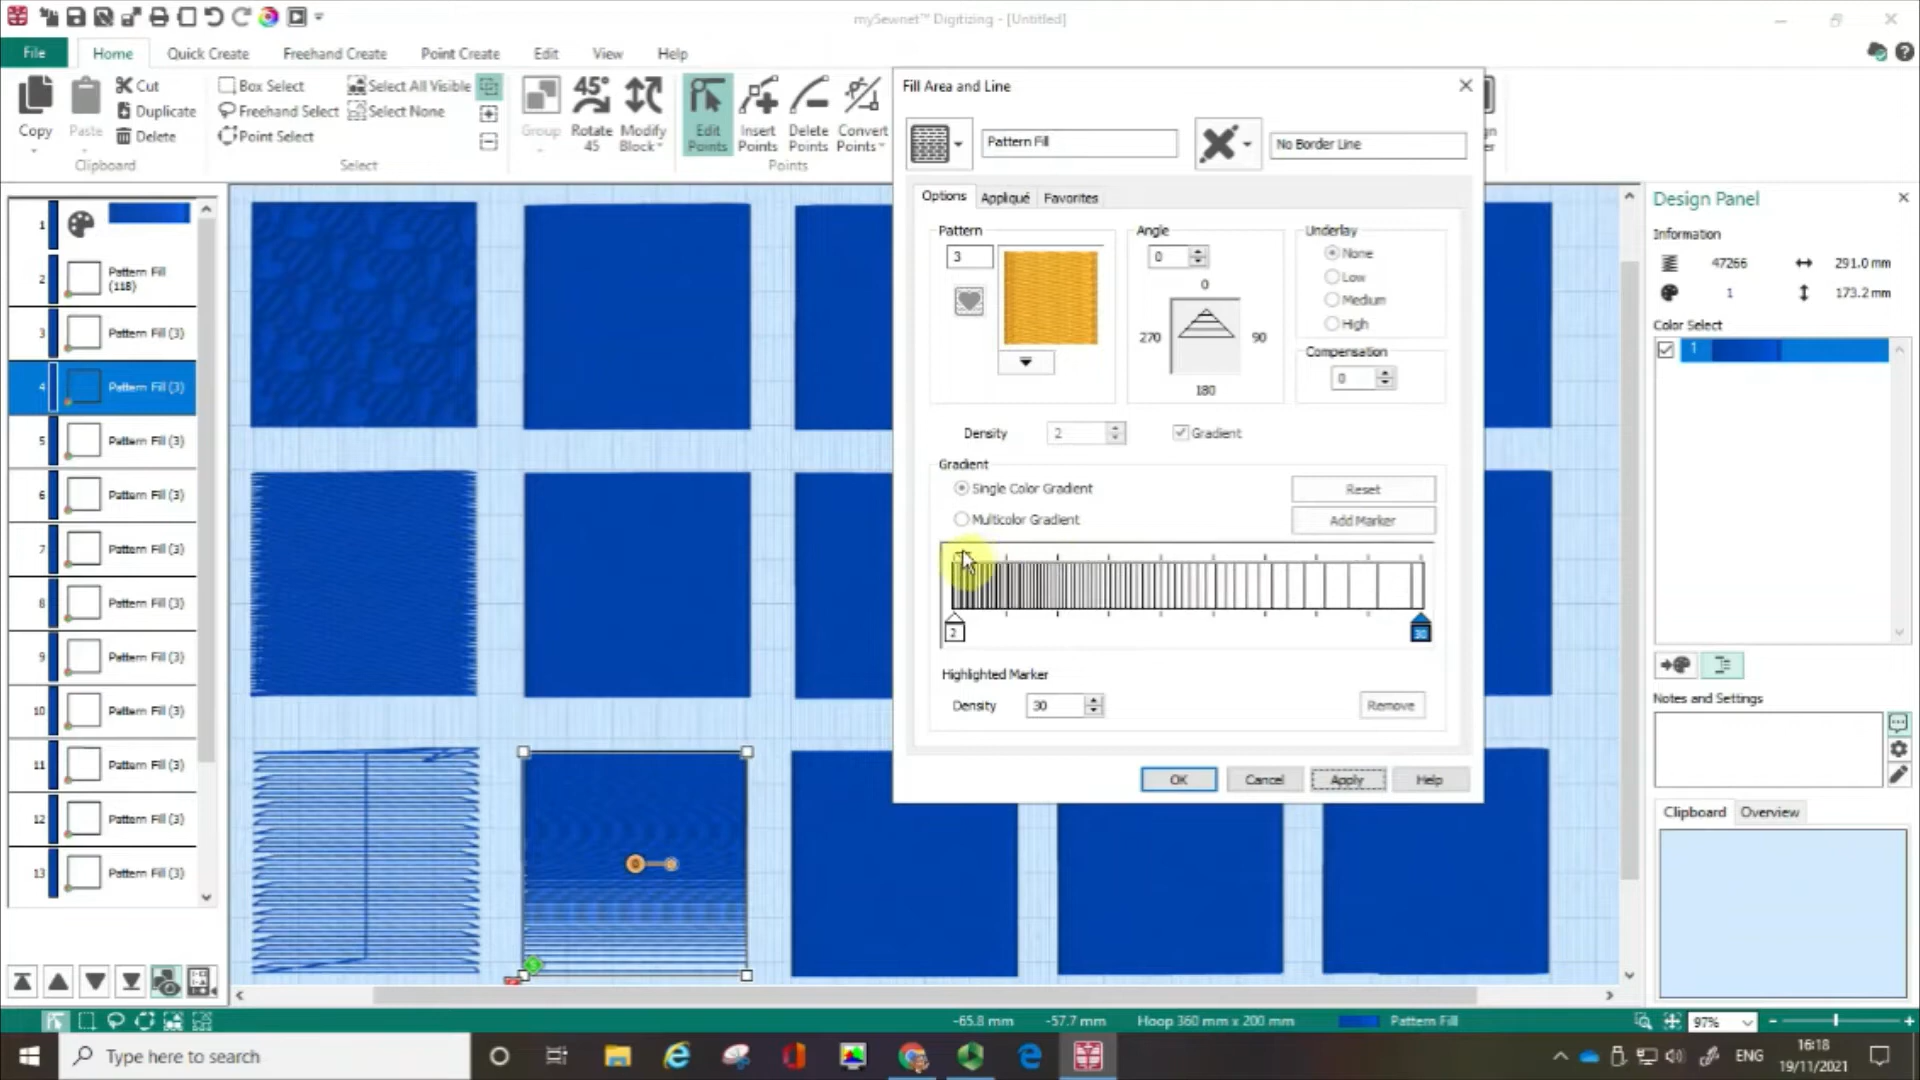 mySewnet™ Digitizing - [Untitled]
File
Home
Quick Create
Freehand Create
Point Create
Edit
View
Help
Copy
Paste
Cut
Duplicate
Delete
Clipboard
Box Select
Freehand Select
Point Select
Select All Visible
Select None
Select
Group
Rotate
45
45°
Modify
Block
Edit
Points
Insert
Points
Delete
Points
Convert
Points
Points
Fill Area and Line
Pattern Fill
No Border Line
Options
Appliqué
Favorites
Pattern
3
Angle
0
0
270
90
180
Underlay
None
Low
Medium
High
Compensation
0
Density
2
Gradient
Gradient
Single Color Gradient
Multicolor Gradient
Reset
Add Marker
2
30
Highlighted Marker
Density
30
Remove
OK
Cancel
Apply
Help
1
2
Pattern Fill
(118)
3
Pattern Fill (3)
4
Pattern Fill (3)
5
Pattern Fill (3)
6
Pattern Fill (3)
7
Pattern Fill (3)
8
Pattern Fill (3)
9
Pattern Fill (3)
10
Pattern Fill (3)
11
Pattern Fill (3)
12
Pattern Fill (3)
13
Pattern Fill (3)
Design Panel
Information
47266
291.0 mm
1
173.2 mm
Color Select
1
Notes and Settings
Clipboard
Overview
-65.8 mm
-57.7 mm
Hoop 360 mm x 200 mm
Pattern Fill
97%
Type here to search
ENG
16:18
19/11/2021